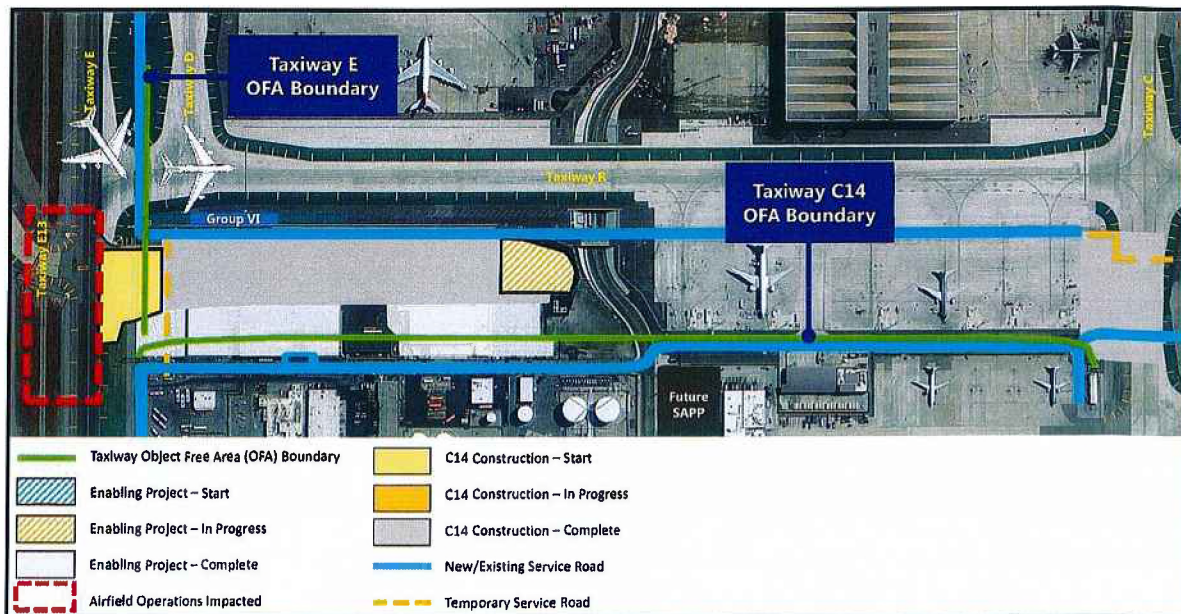 Taxiway E
OFA Boundary
Taxiway E
Taxiway D
Taxiway C
Taxiway R
Taxiway C14
OFA Boundary
Group VI
Taxiway E13
Future
SAPP
Taxiway Object Free Area (OFA) Boundary
Enabling Project – Start
Enabling Project – In Progress
Enabling Project – Complete
Airfield Operations Impacted
C14 Construction – Start
C14 Construction – In Progress
C14 Construction – Complete
New/Existing Service Road
Temporary Service Road